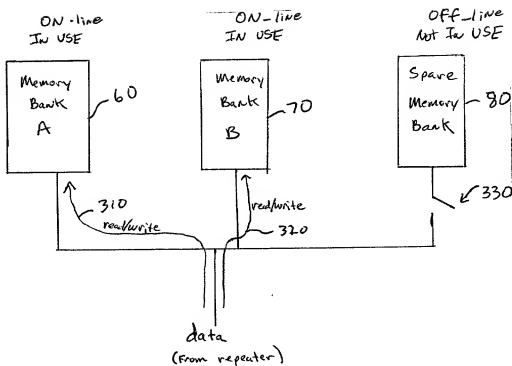 ON-line
In USE
ON-line
In USE
OFF-line
Not In USE
Memory
Bank
A
60
Memory
Bank
B
70
Spare
Memory
Bank
80
310
read/write
read/write
320
330
data
(From repeater)